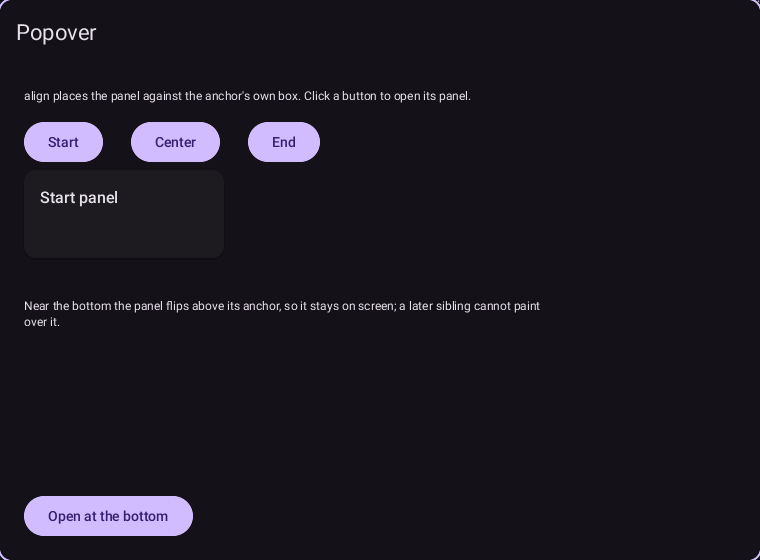 Popover
align places the panel against the anchor's own box. Click a button to open its panel.
Start
Center
End
Start panel
Near the bottom the panel flips above its anchor, so it stays on screen; a later sibling cannot paint
over it.
Open at the bottom